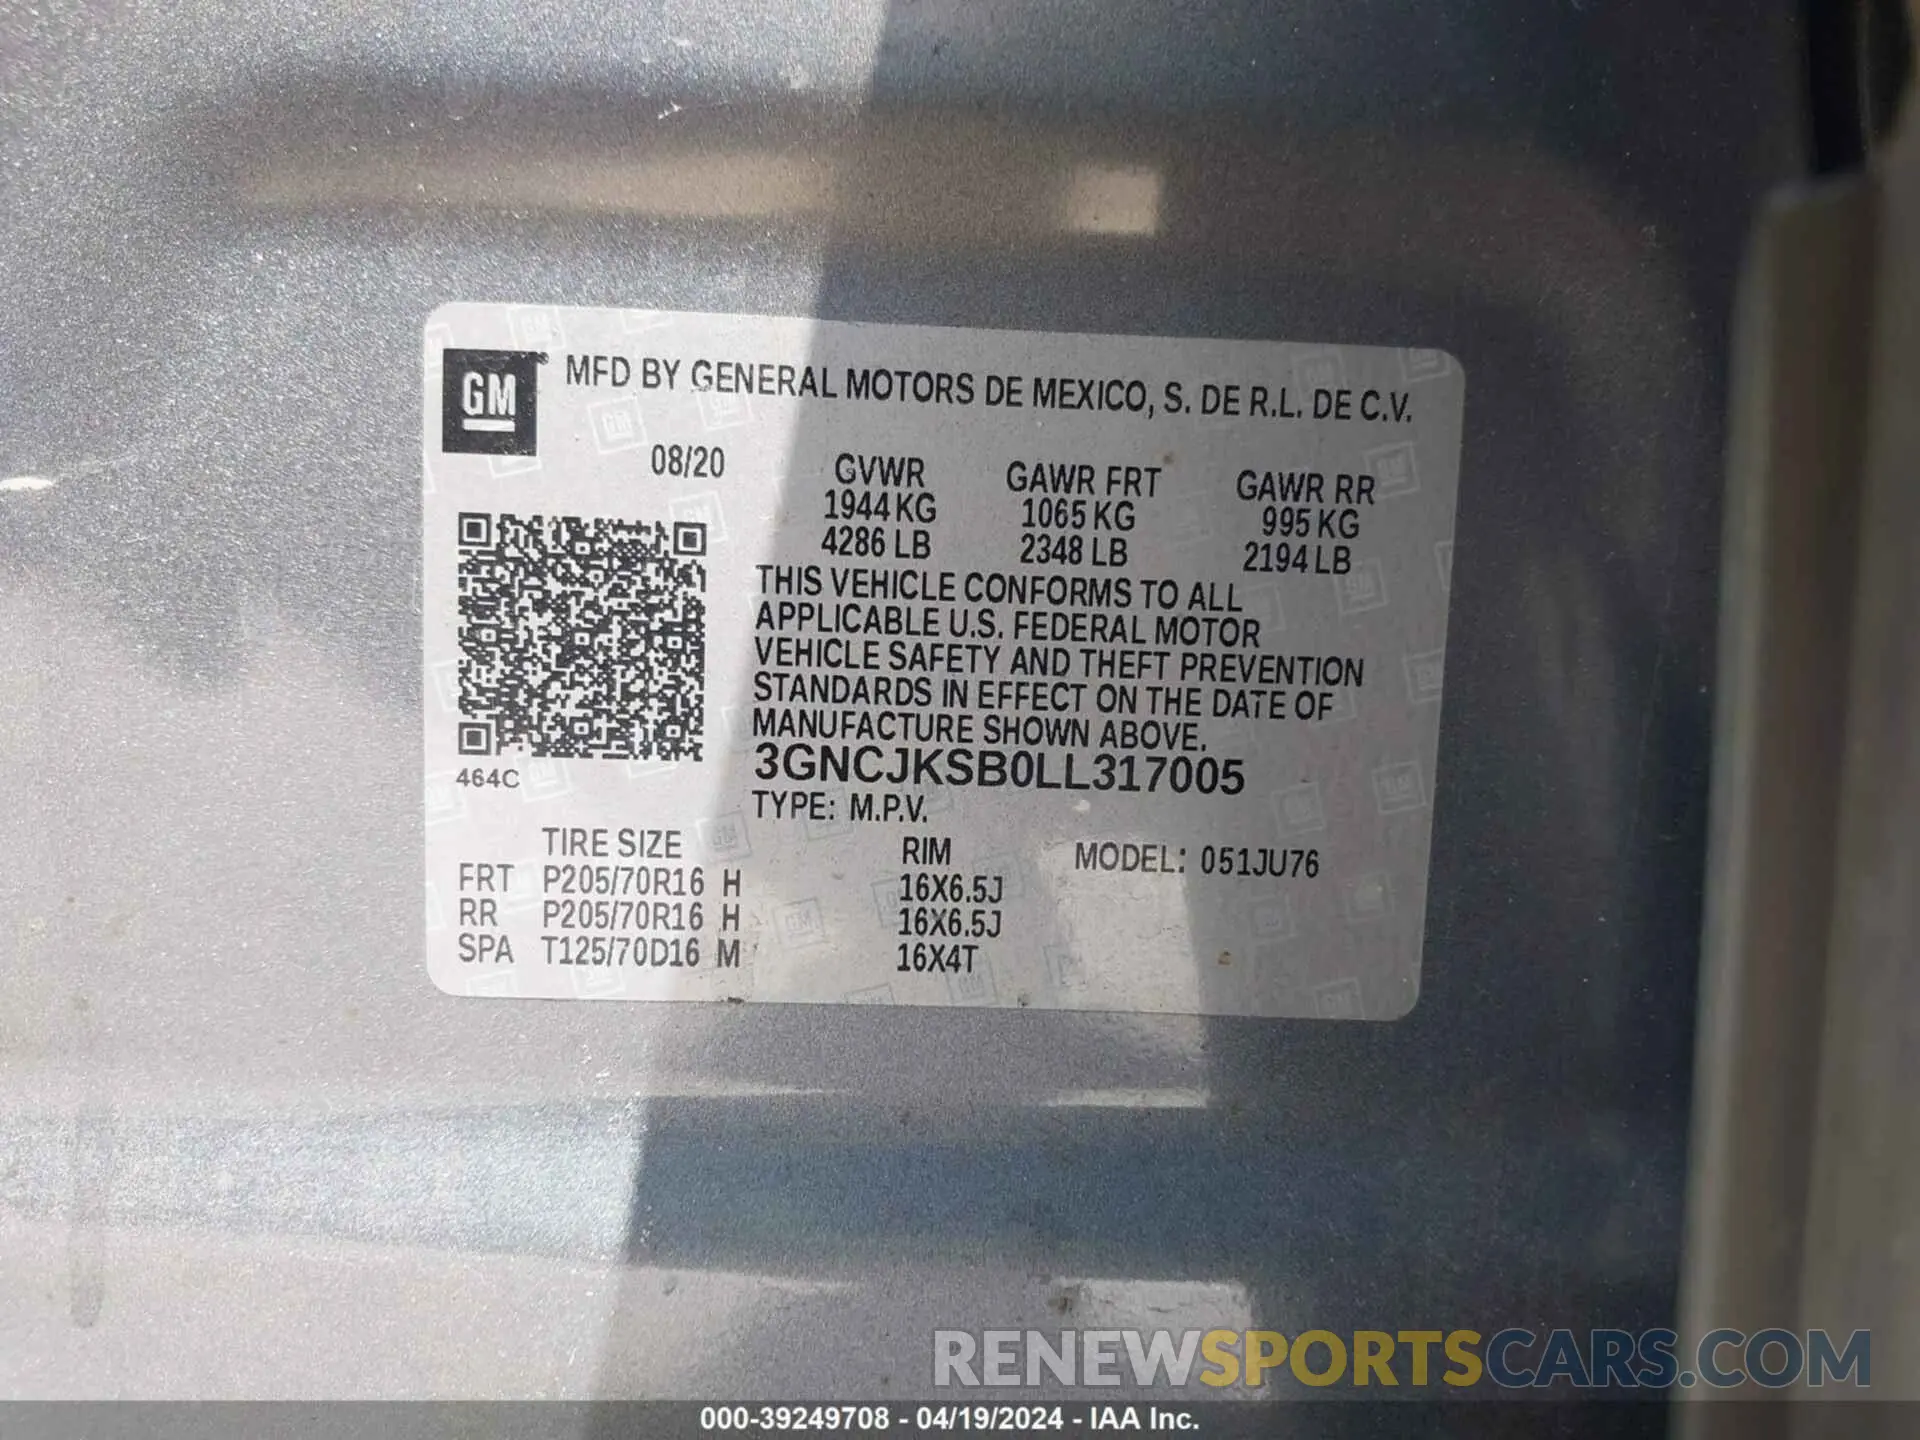 GM
MFD BY GENERAL MOTORS DE MEXICO, S. DE R.L. DE C.V.
08/20
GVWR GAWR FRT GAWR RR
1944 KG 1065 KG 995 KG
4286 LB 2348 LB 2194 LB
THIS VEHICLE CONFORMS TO ALL
APPLICABLE U.S. FEDERAL MOTOR
VEHICLE SAFETY AND THEFT PREVENTION
STANDARDS IN EFFECT ON THE DATE OF
MANUFACTURE SHOWN ABOVE.
3GNCJKSB0LL317005
464C
TYPE: M.P.V.
TIRE SIZE RIM MODEL: 051JU76
FRT P205/70R16 H 16X6.5J
RR P205/70R16 H 16X6.5J
SPA T125/70D16 M 16X4T
RENEWSPORTSCARS.COM
000-39249708 - 04/19/2024 - IAA Inc.